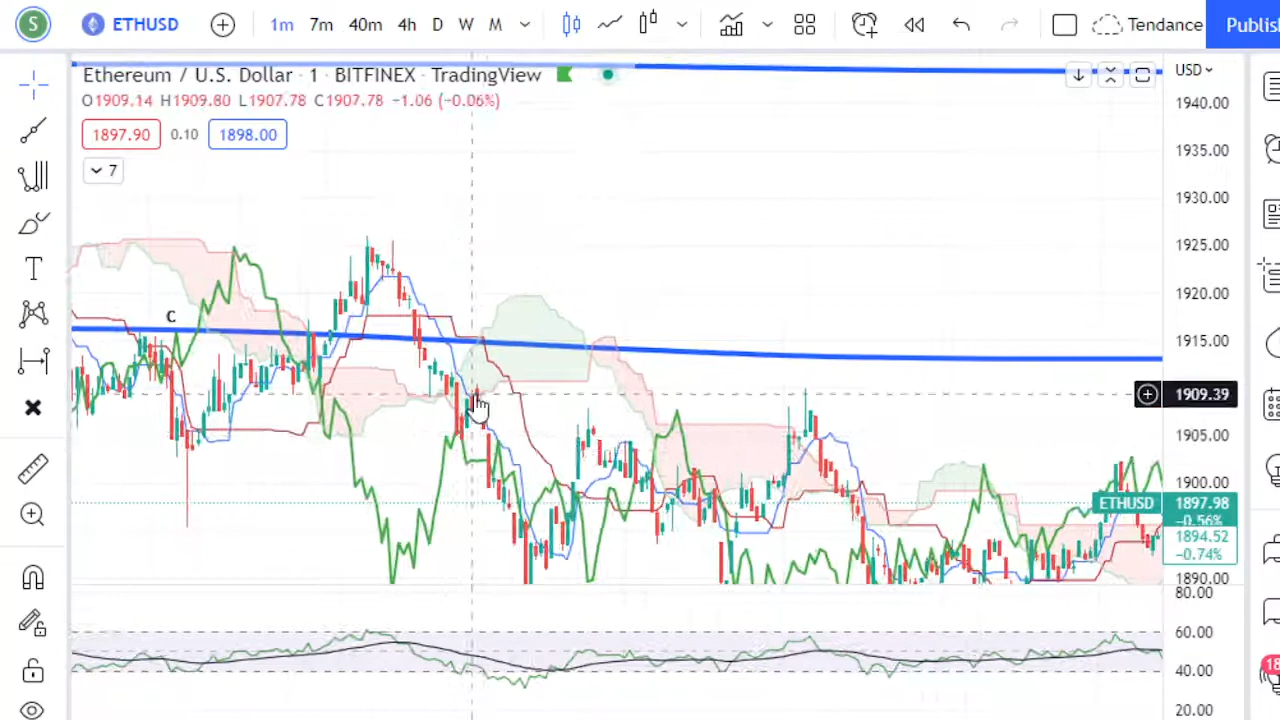 S ETHUSD 1m 7m 40m 4h D W M Tendance Publis
Ethereum / U.S. Dollar · 1 · BITFINEX · TradingView
USD
O1909.14 H1909.80 L1907.78 C1907.78 −1.06 (−0.06%)
1897.90 0.10 1898.00
7
1940.00
1935.00
1930.00
1925.00
1920.00
C
1915.00
1909.39
1905.00
1900.00
ETHUSD 1897.98
−0.56%
1894.52
−0.74%
1890.00
80.00
60.00
40.00
20.00
18
T